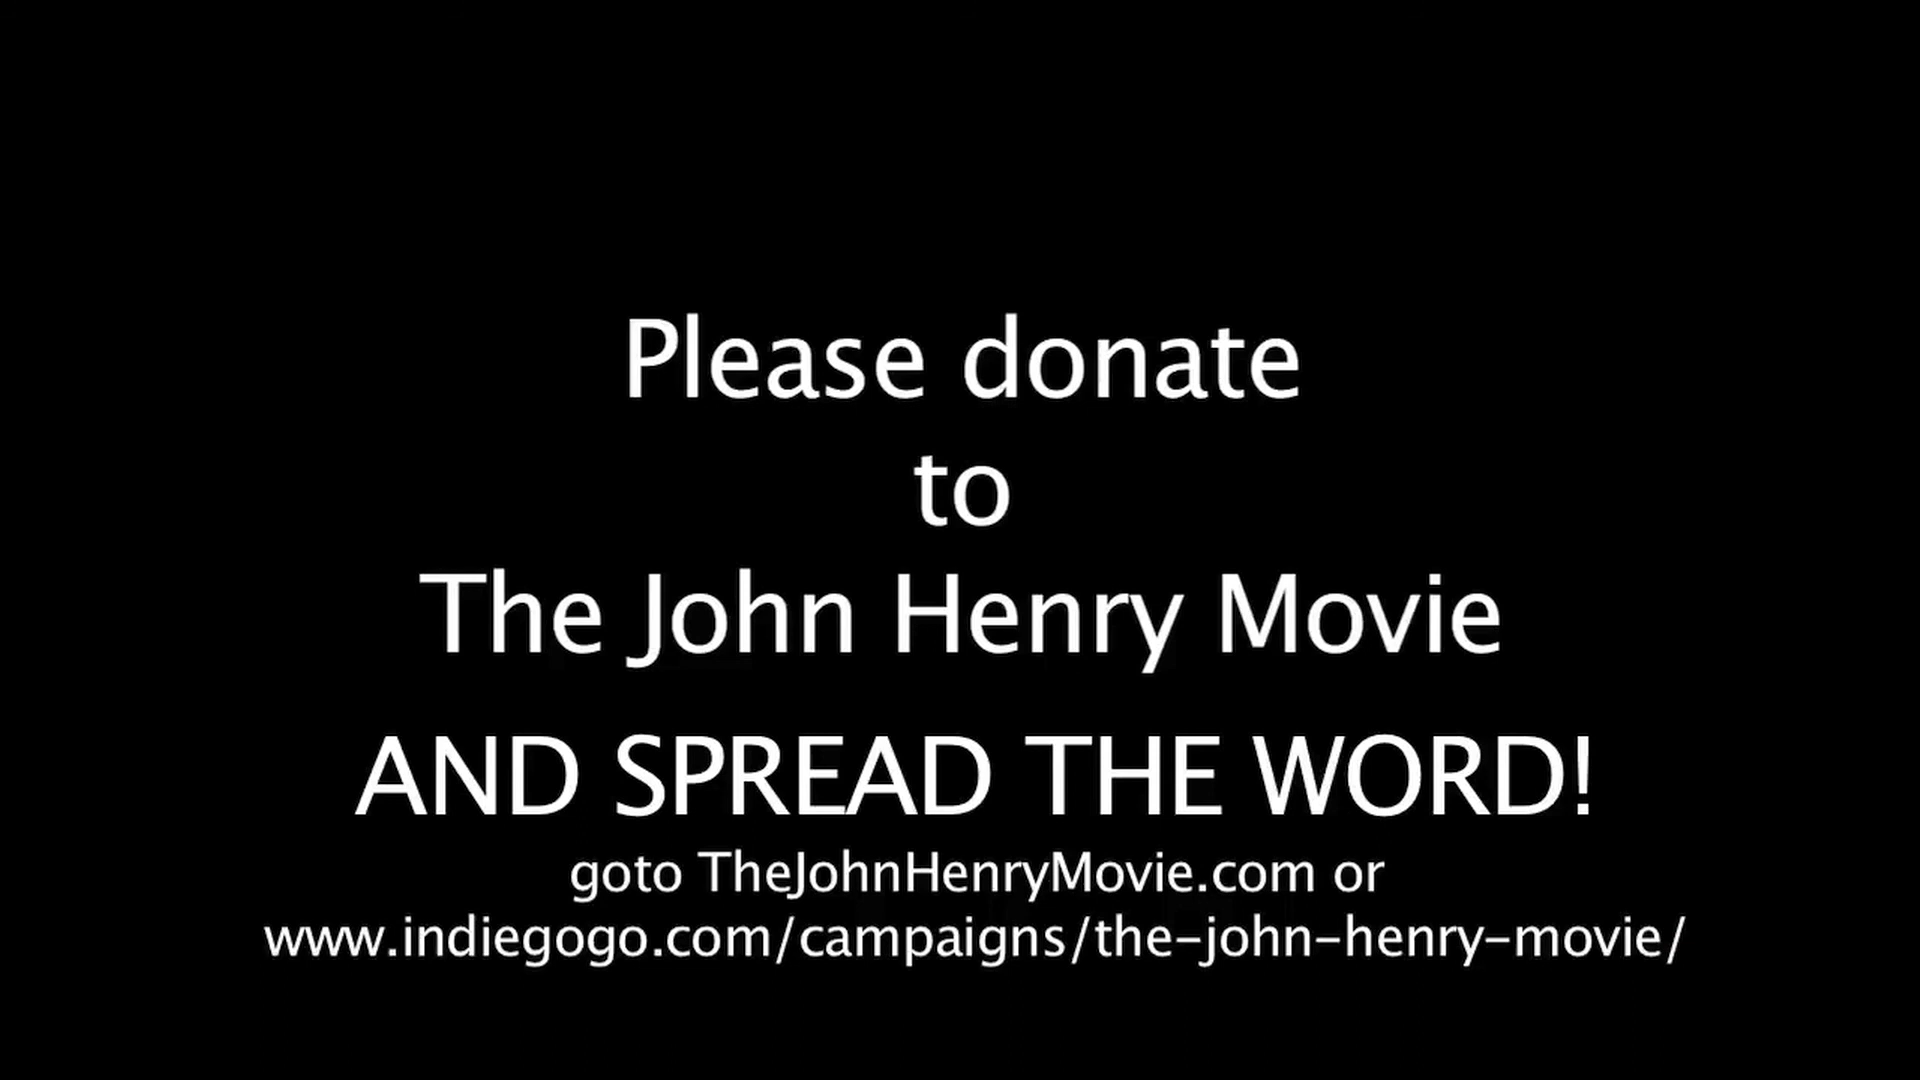 Please donate
to
The John Henry Movie
AND SPREAD THE WORD!
goto TheJohnHenryMovie.com or
www.indiegogo.com/campaigns/the-john-henry-movie/